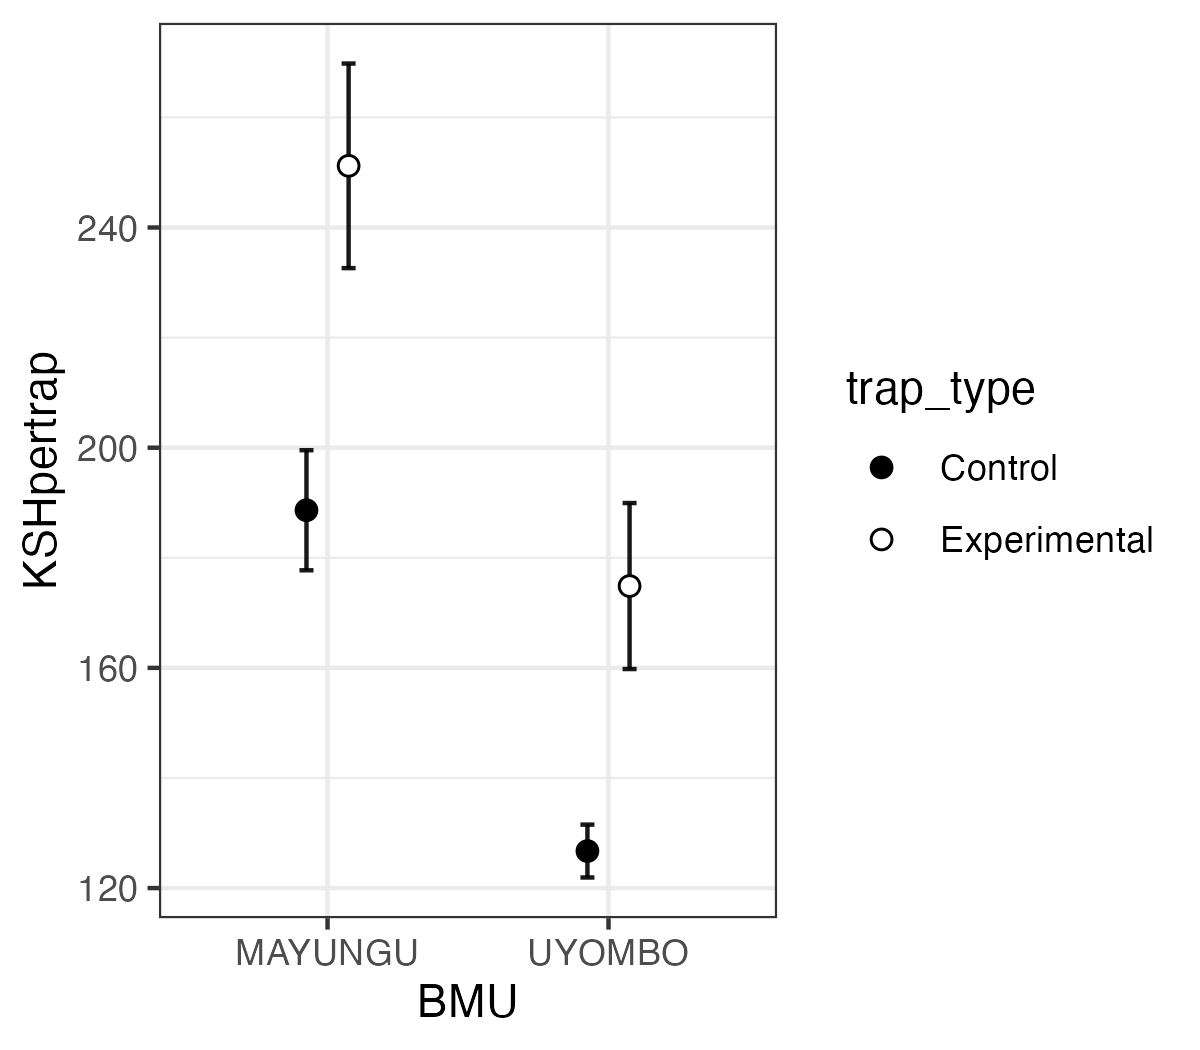 KSHpertrap
240
200
160
120
MAYUNGU UYOMBO
BMU
trap_type
Control
Experimental